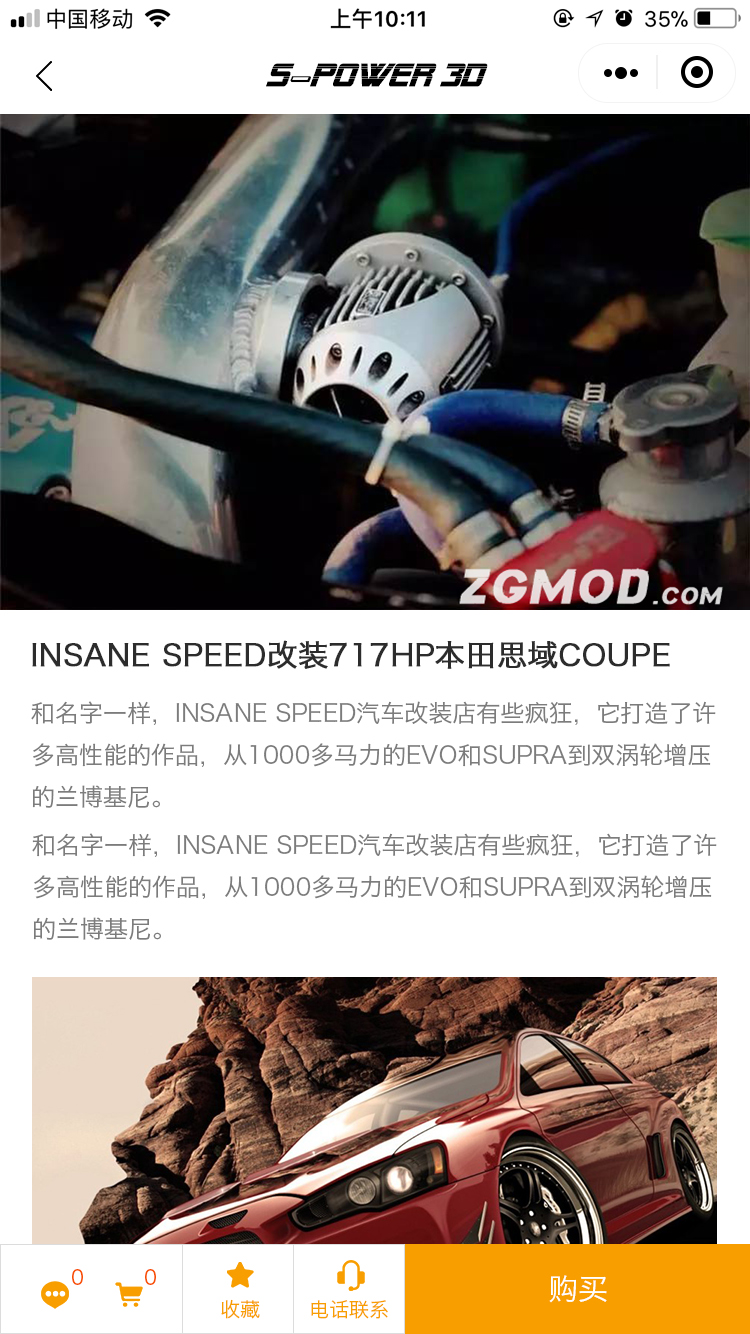 中国移动 上午10:11 35%
S-POWER 3D
ZGMOD.COM
INSANE SPEED改装717HP本田思域COUPE
和名字一样，INSANE SPEED汽车改装店有些疯狂，它打造了许
多高性能的作品，从1000多马力的EVO和SUPRA到双涡轮增压
的兰博基尼。
和名字一样，INSANE SPEED汽车改装店有些疯狂，它打造了许
多高性能的作品，从1000多马力的EVO和SUPRA到双涡轮增压
的兰博基尼。
0 0
收藏
电话联系
购买